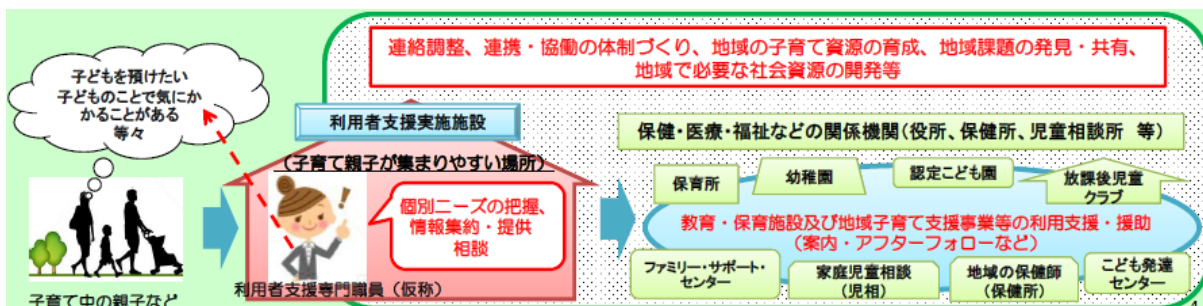 連絡調整、連携・協働の体制づくり、地域の子育て資源の育成、地域課題の発見・共有、
地域で必要な社会資源の開発等
子どもを預けたい
子どものことで気にか
かることがある
等々
利用者支援実施施設
(子育て親子が集まりやすい場所)
個別ニーズの把握、
情報集約・提供
相談
利用者支援専門職員(仮称)
子育て中の親子など
保健・医療・福祉などの関係機関(役所、保健所、児童相談所 等)
保育所
幼稚園
認定こども園
放課後児童
クラブ
教育・保育施設及び地域子育て支援事業等の利用支援・援助
(案内・アフターフォローなど)
ファミリー・サポート・
センター
家庭児童相談
(児相)
地域の保健師
(保健所)
こども発達
センター